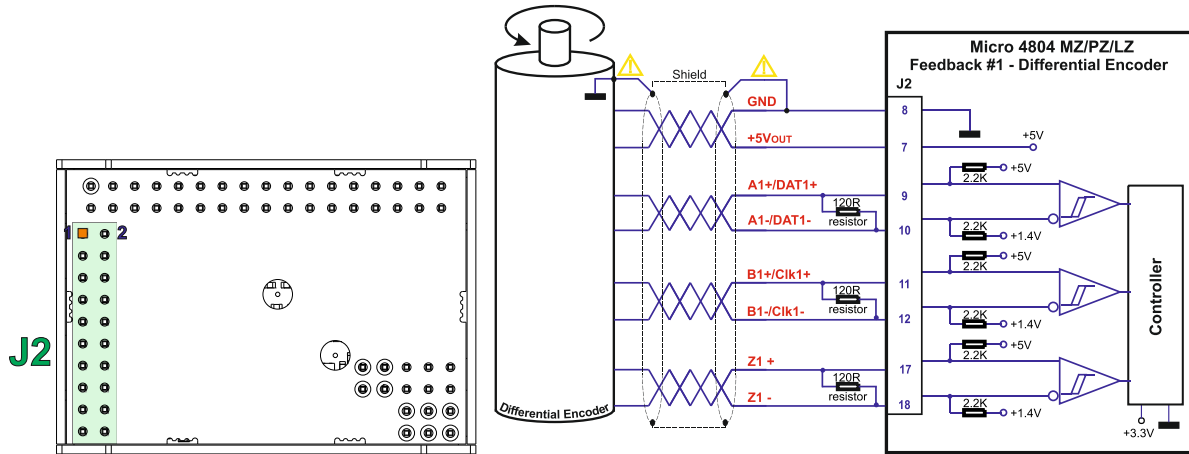 1
2
J2
Differential Encoder
Shield
GND
+5VOUT
A1+/DAT1+
A1-/DAT1-
B1+/Clk1+
B1-/Clk1-
Z1 +
Z1 -
120R
resistor
120R
resistor
120R
resistor
Micro 4804 MZ/PZ/LZ
Feedback #1 - Differential Encoder
J2
8
7
9
10
11
12
17
18
+5V
+5V
2.2K
2.2K
+1.4V
+5V
2.2K
2.2K
+1.4V
+5V
2.2K
2.2K
+1.4V
Controller
+3.3V